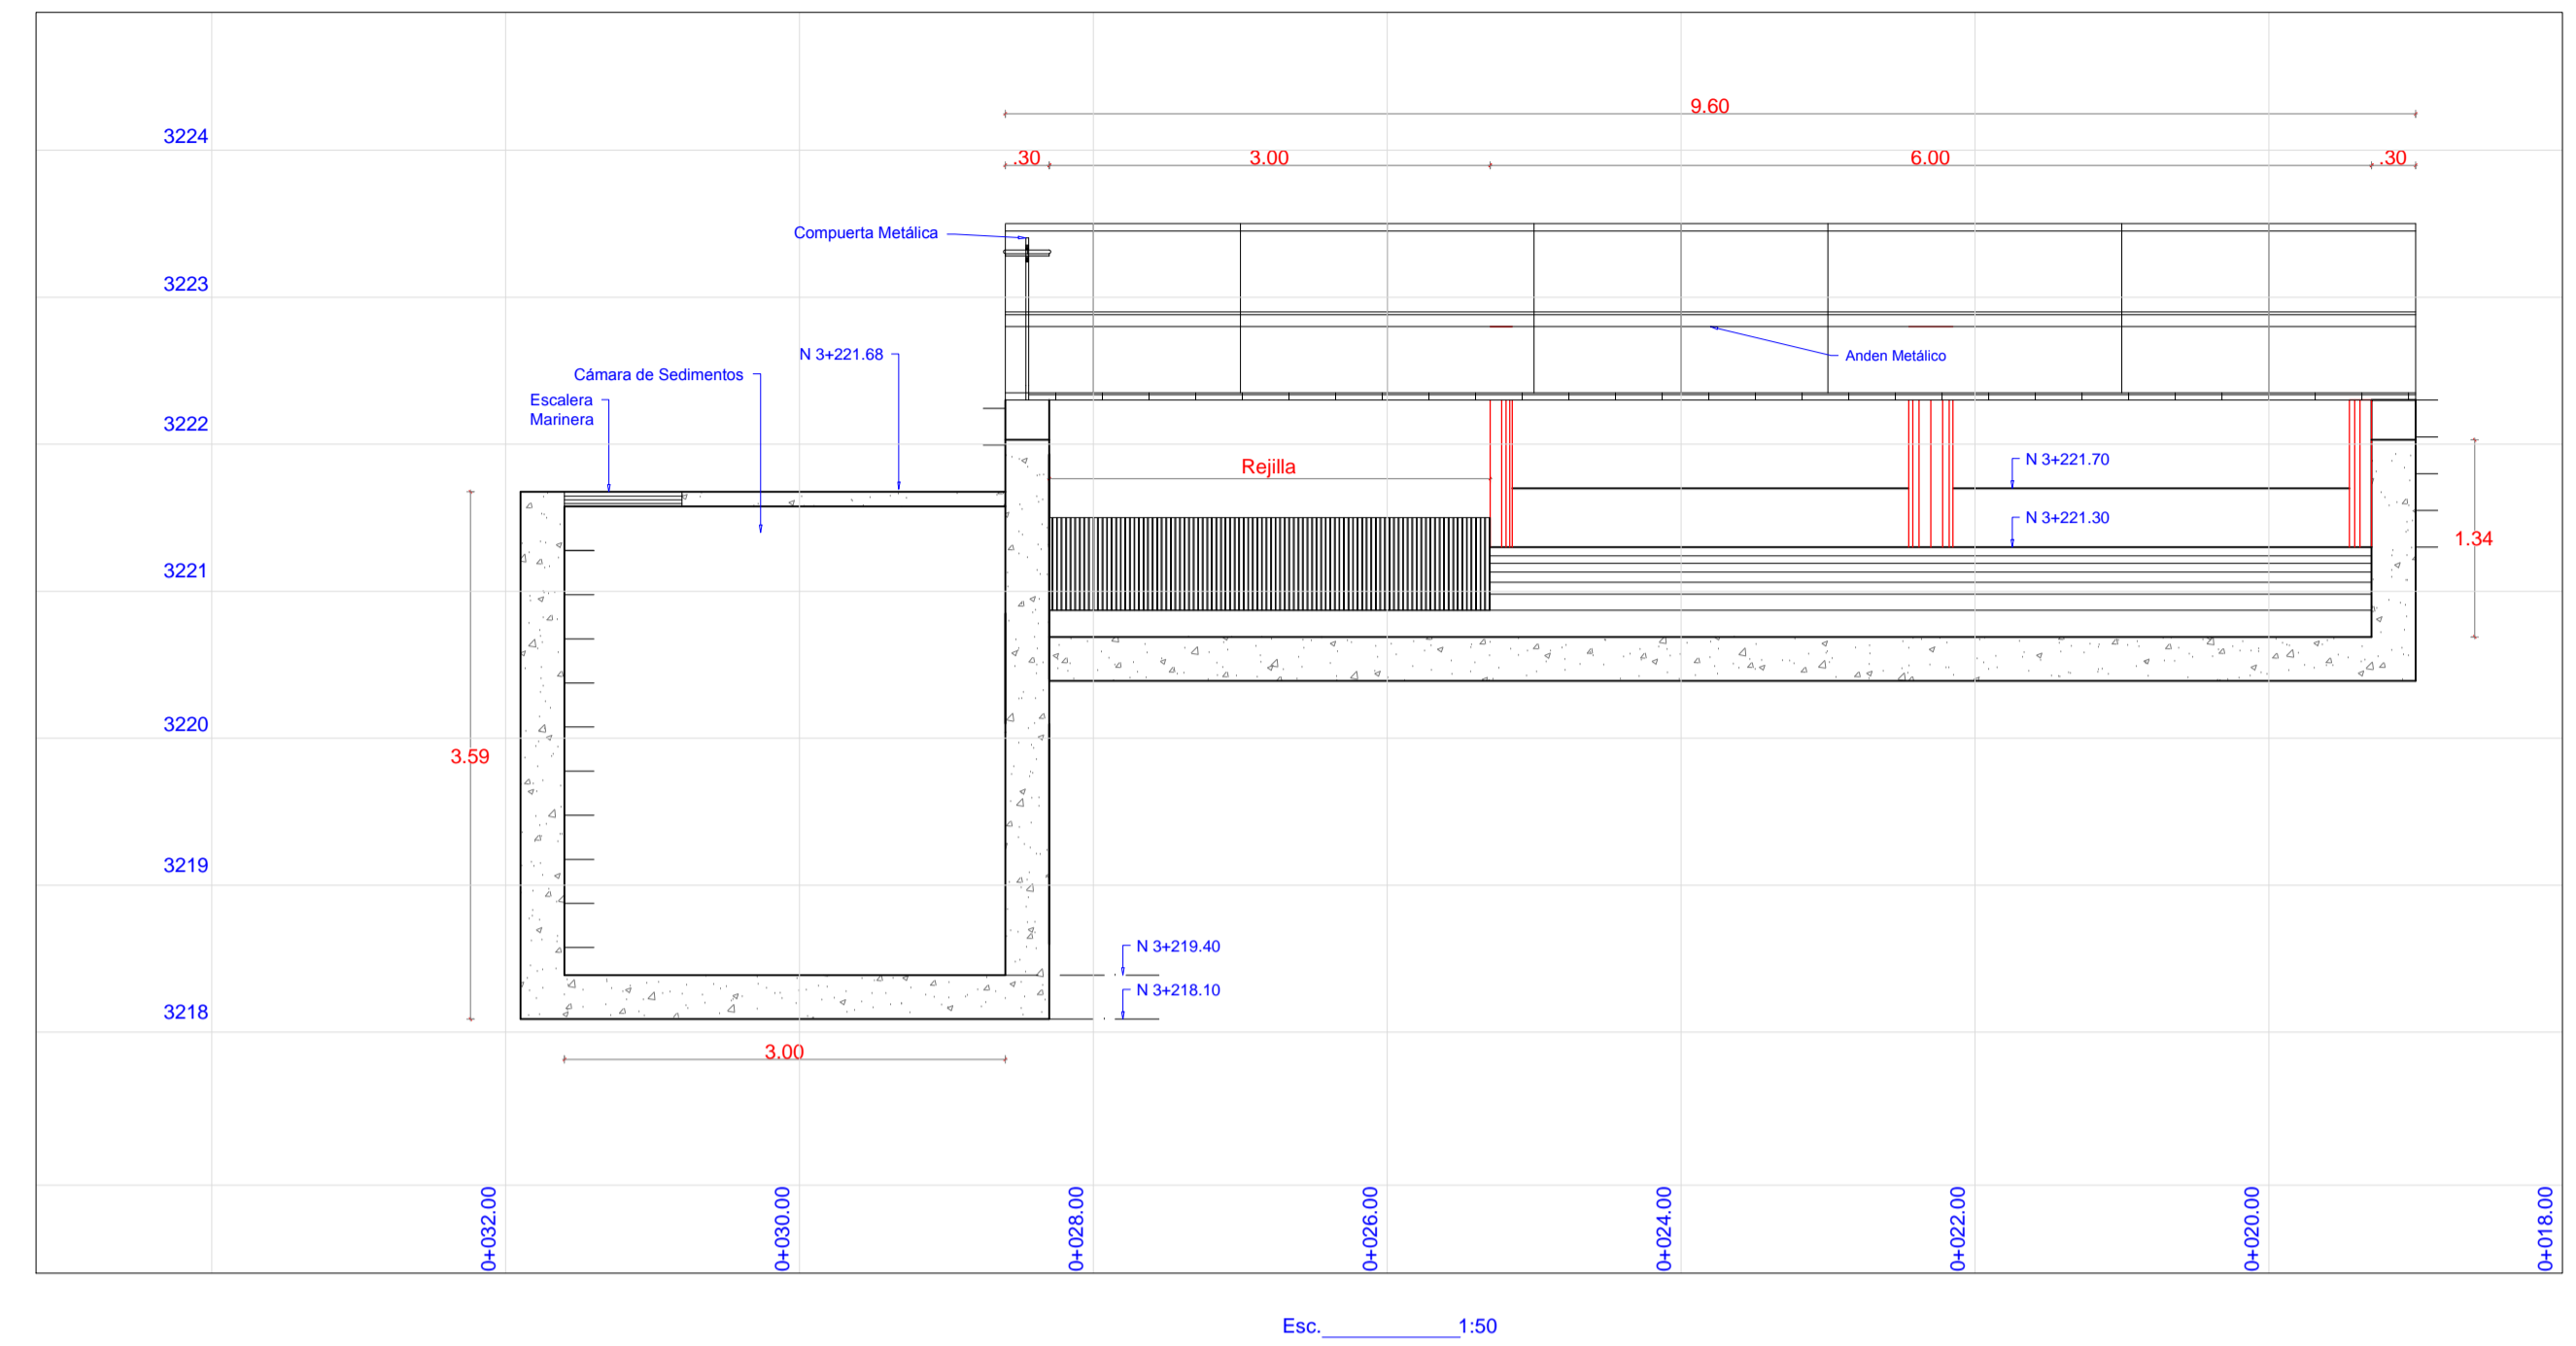 9.60
3224
.30
3.00
6.00
.30
Compuerta Metálica
3223
N 3+221.68
Anden Metálico
Cámara de Sedimentos
Escalera
Marinera
3222
N 3+221.70
Rejilla
N 3+221.30
1.34
3221
3220
3.59
3219
N 3+219.40
N 3+218.10
3218
3.00
0+032.00
0+030.00
0+028.00
0+026.00
0+024.00
0+022.00
0+020.00
0+018.00
Esc.____________1:50